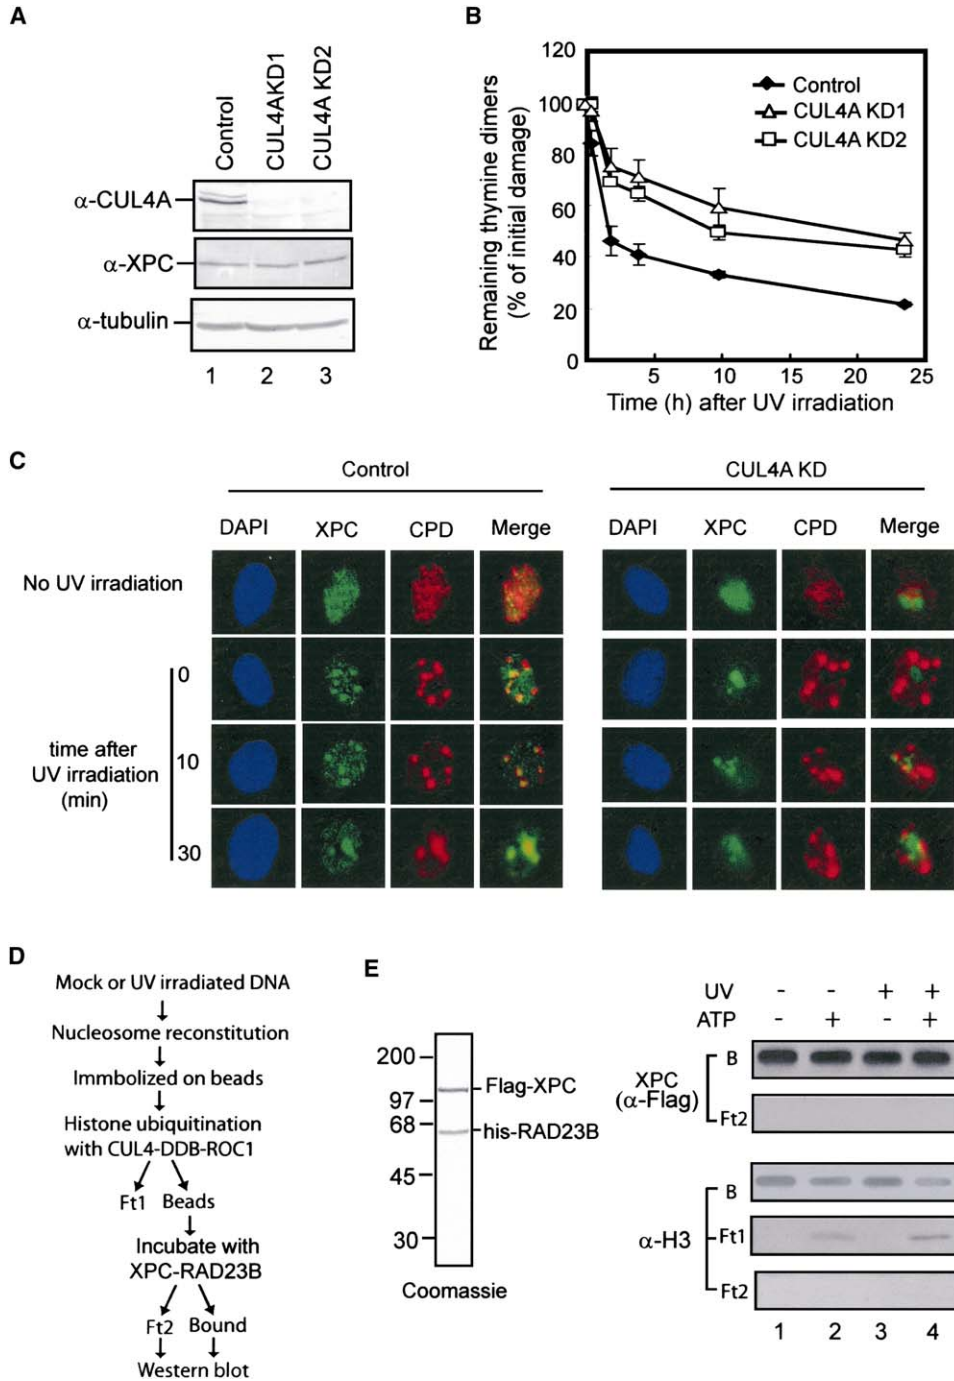 A
Control
CUL4AKD1
CUL4A KD2
α-CUL4A
α-XPC
α-tubulin
1 2 3
B
Remaining thymine dimers
(% of initial damage)
120
100
80
60
40
20
0
Control
CUL4A KD1
CUL4A KD2
5 10 15 20 25
Time (h) after UV irradiation
C
Control
CUL4A KD
DAPI XPC CPD Merge
DAPI XPC CPD Merge
No UV irradiation
time after
UV irradiation
(min)
0
10
30
D
Mock or UV irradiated DNA
Nucleosome reconstitution
Immbolized on beads
Histone ubiquitination
with CUL4-DDB-ROC1
Ft1 Beads
Incubate with
XPC-RAD23B
Ft2 Bound
Western blot
E
200
97
68
45
30
Flag-XPC
his-RAD23B
Coomassie
UV - - + +
ATP - + - +
XPC
(α-Flag)
B
Ft2
α-H3
B
Ft1
Ft2
1 2 3 4